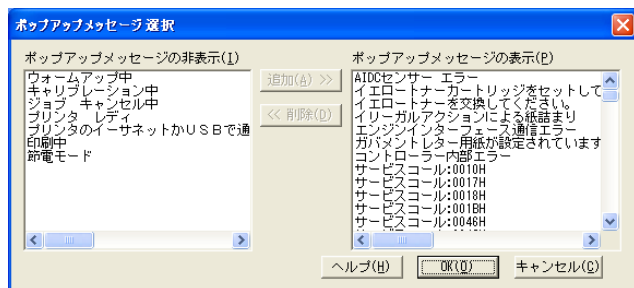 ポップアップメッセージ 選択
ポップアップメッセージの非表示(I)
ウォームアップ中
キャリブレーション中
ジョブ キャンセル中
プリンタ レディ
プリンタのイーサネットかUSBで通
印刷中
節電モード
追加(A) >>
<< 削除(D)
ポップアップメッセージの表示(P)
AIDCセンサー エラー
イエロートナーカートリッジをセットして
イエロートナーを交換してください。
イリーガルアクションによる紙詰まり
エンジンインターフェース通信エラー
ガバメントレター用紙が設定されています
コントローラー内部エラー
サービスコール:0010H
サービスコール:0017H
サービスコール:0018H
サービスコール:001BH
サービスコール:0046H
ヘルプ(H)
OK(O)
キャンセル(C)